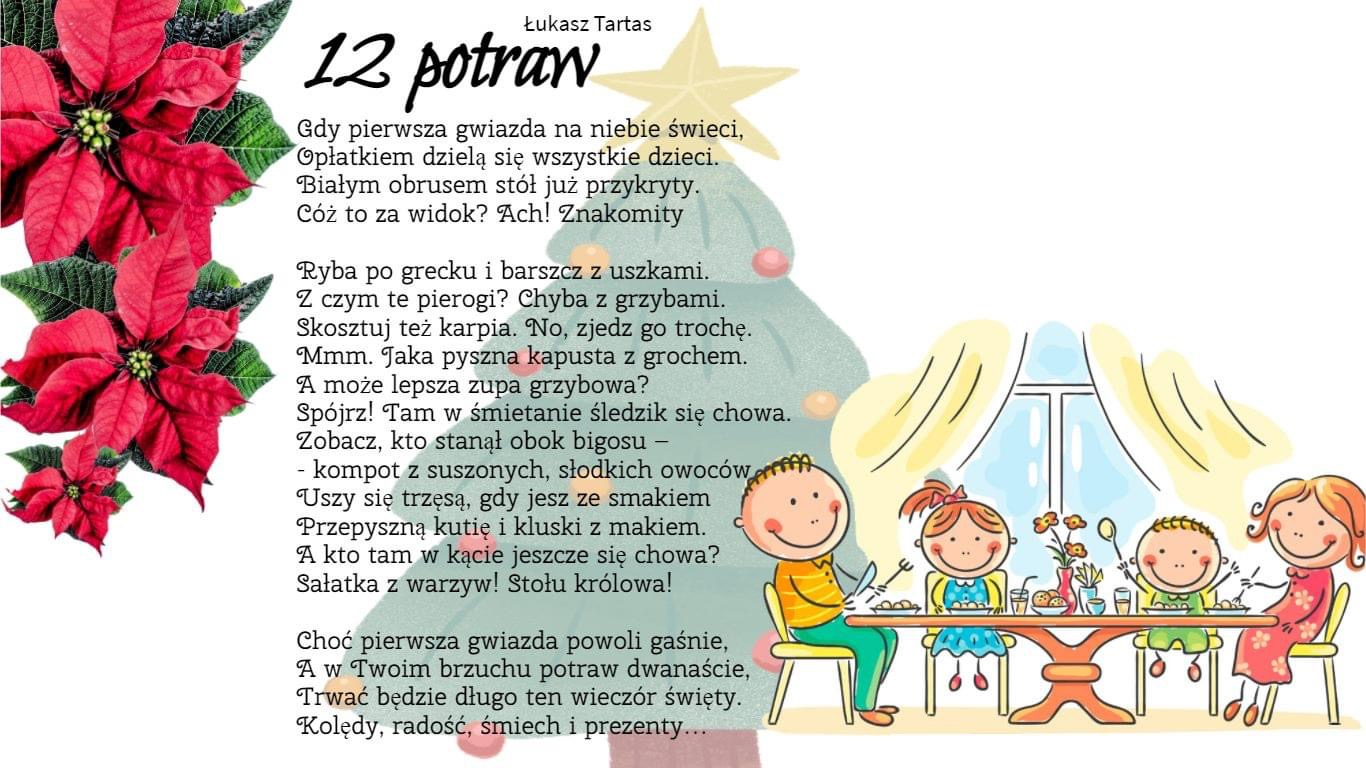 Łukasz Tartas
12 potraw
Gdy pierwsza gwiazda na niebie świeci,
Opłatkiem dzielą się wszystkie dzieci.
Białym obrusem stół już przykryty.
Cóż to za widok? Ach! Znakomity
Ryba po grecku i barszcz z uszkami.
Z czym te pierogi? Chyba z grzybami.
Skosztuj też karpia. No, zjedz go trochę.
Mmm. Jaka pyszna kapusta z grochem.
A może lepsza zupa grzybowa?
Spójrz! Tam w śmietanie śledzik się chowa.
Zobacz, kto stanął obok bigosu –
- kompot z suszonych, słodkich owoców.
Uszy się trzęsą, gdy jesz ze smakiem
Przepyszną kutię i kluski z makiem.
A kto tam w kącie jeszcze się chowa?
Sałatka z warzyw! Stołu królowa!
Choć pierwsza gwiazda powoli gaśnie,
A w Twoim brzuchu potraw dwanaście,
Trwać będzie długo ten wieczór święty.
Kolędy, radość, śmiech i prezenty...